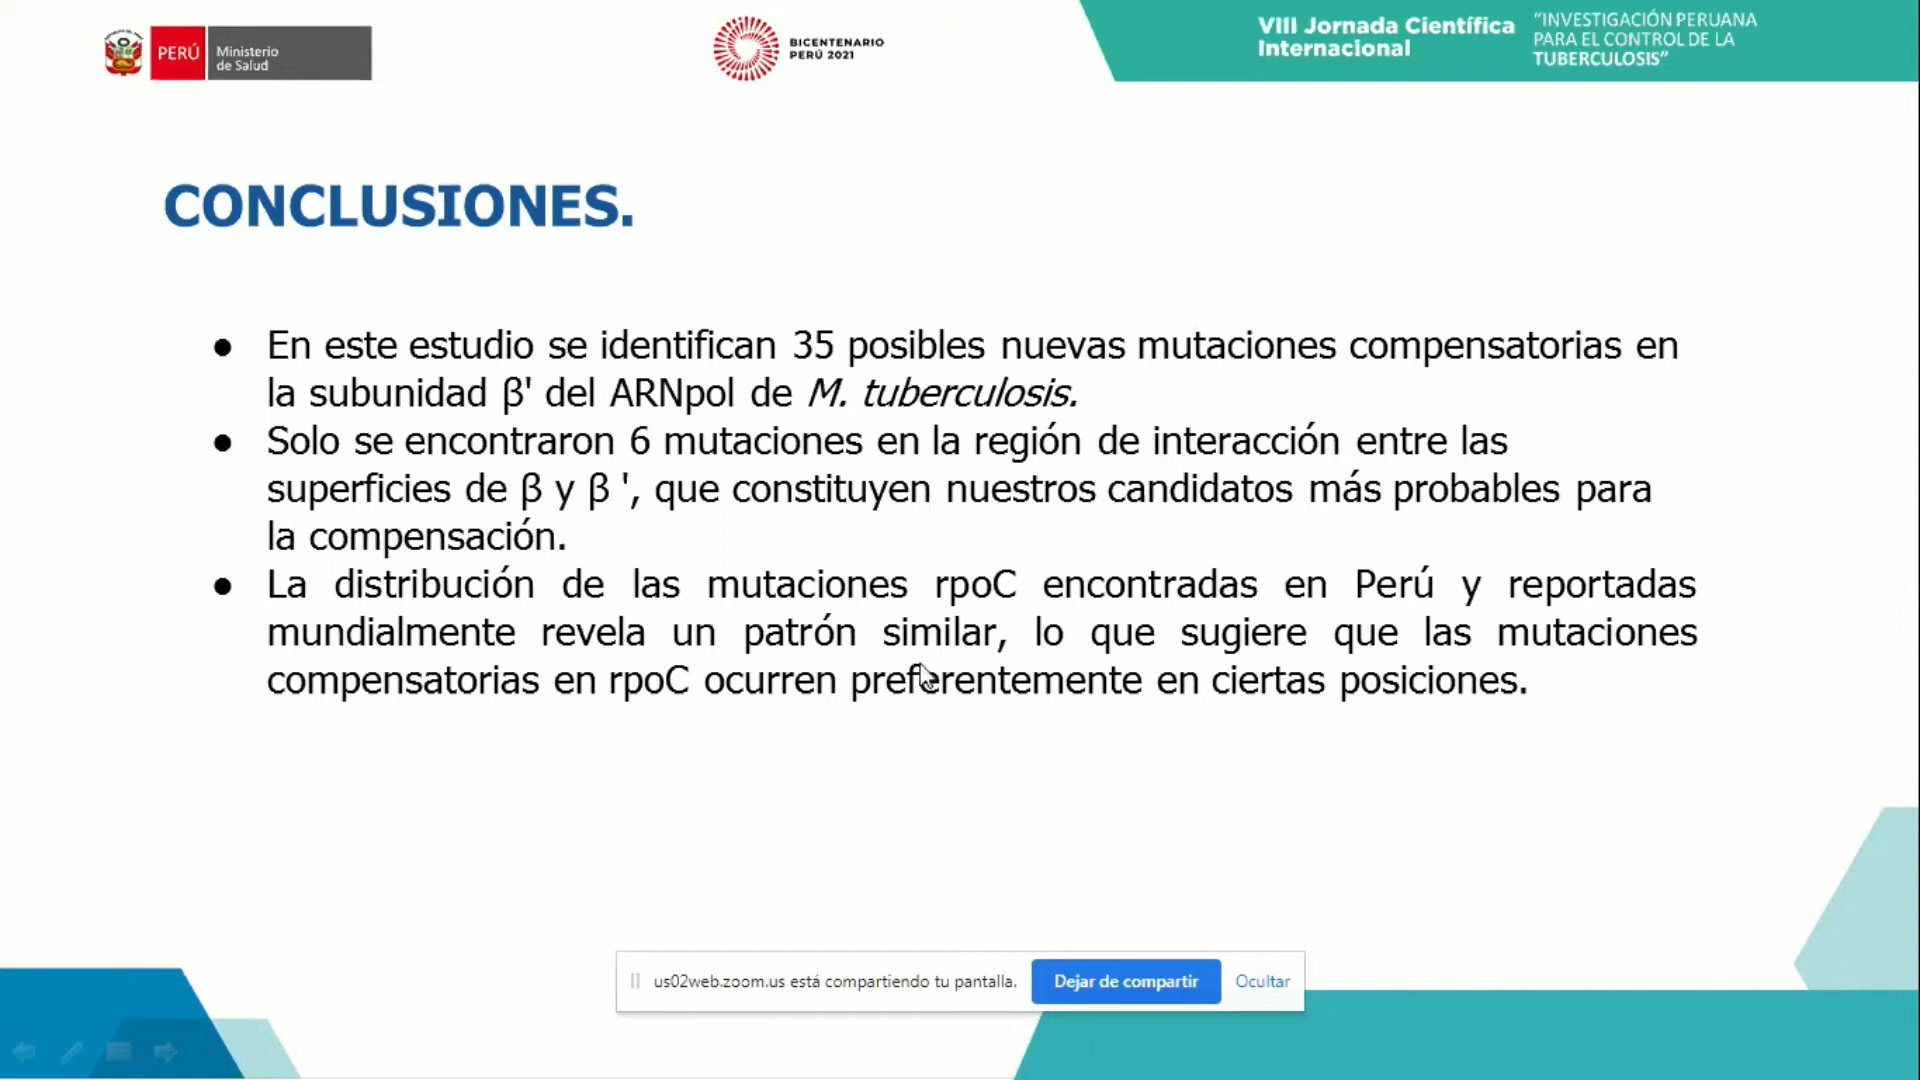 PERÚ
Ministerio
de Salud
BICENTENARIO
PERÚ 2021
VIII Jornada Científica
Internacional
“INVESTIGACIÓN PERUANA
PARA EL CONTROL DE LA
TUBERCULOSIS”
CONCLUSIONES.
● En este estudio se identifican 35 posibles nuevas mutaciones compensatorias en
la subunidad β' del ARNpol de M. tuberculosis.
● Solo se encontraron 6 mutaciones en la región de interacción entre las
superficies de β y β ', que constituyen nuestros candidatos más probables para
la compensación.
● La distribución de las mutaciones rpoC encontradas en Perú y reportadas
mundialmente revela un patrón similar, lo que sugiere que las mutaciones
compensatorias en rpoC ocurren preferentemente en ciertas posiciones.
us02web.zoom.us está compartiendo tu pantalla.
Dejar de compartir
Ocultar